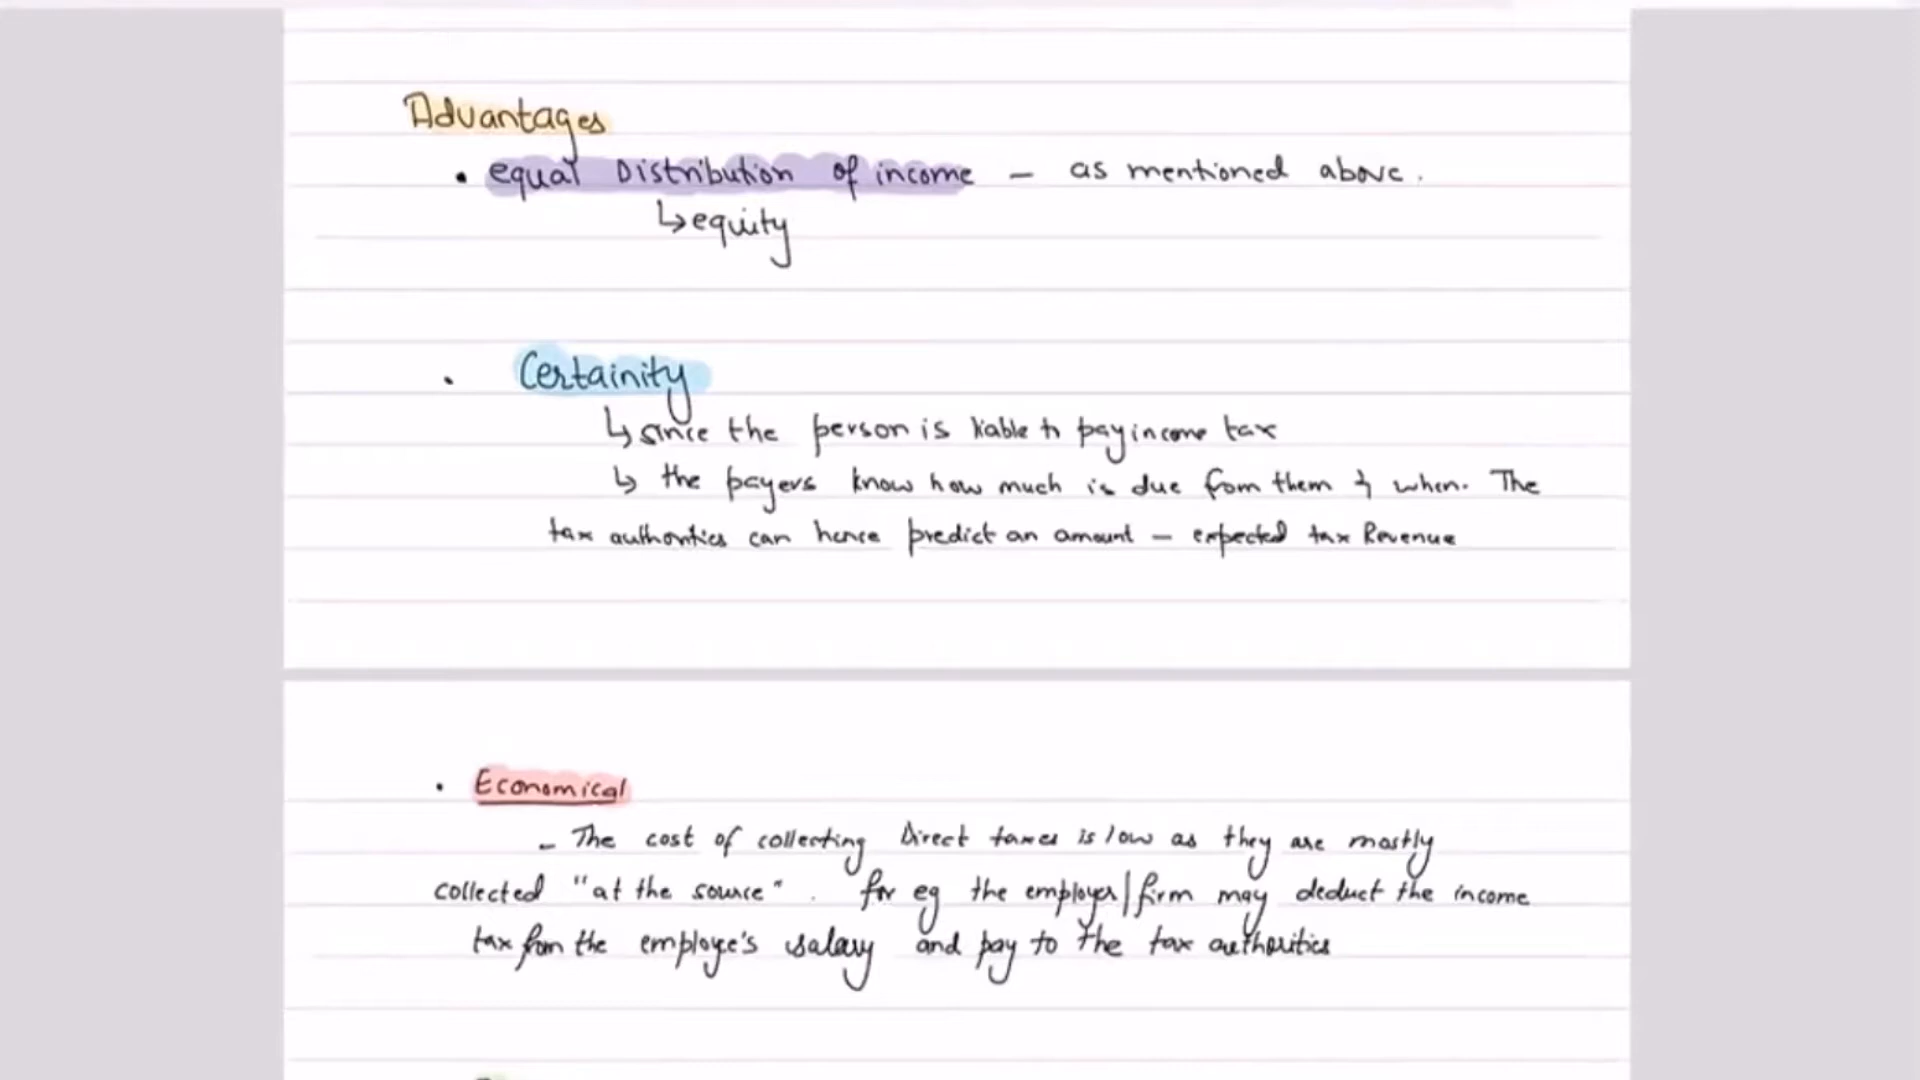 Advantages
• equal Distribution of income – as mentioned above.
↳ equity
• Certainity
↳ since the person is liable to pay income tax
↳ the payers know how much is due from them & when. The
tax authorities can hence predict an amount – expected tax Revenue
• Economical
– The cost of collecting Direct taxes is low as they are mostly
collected "at the source". for eg the employer/firm may deduct the income
tax from the employee's salary and pay to the tax authorities